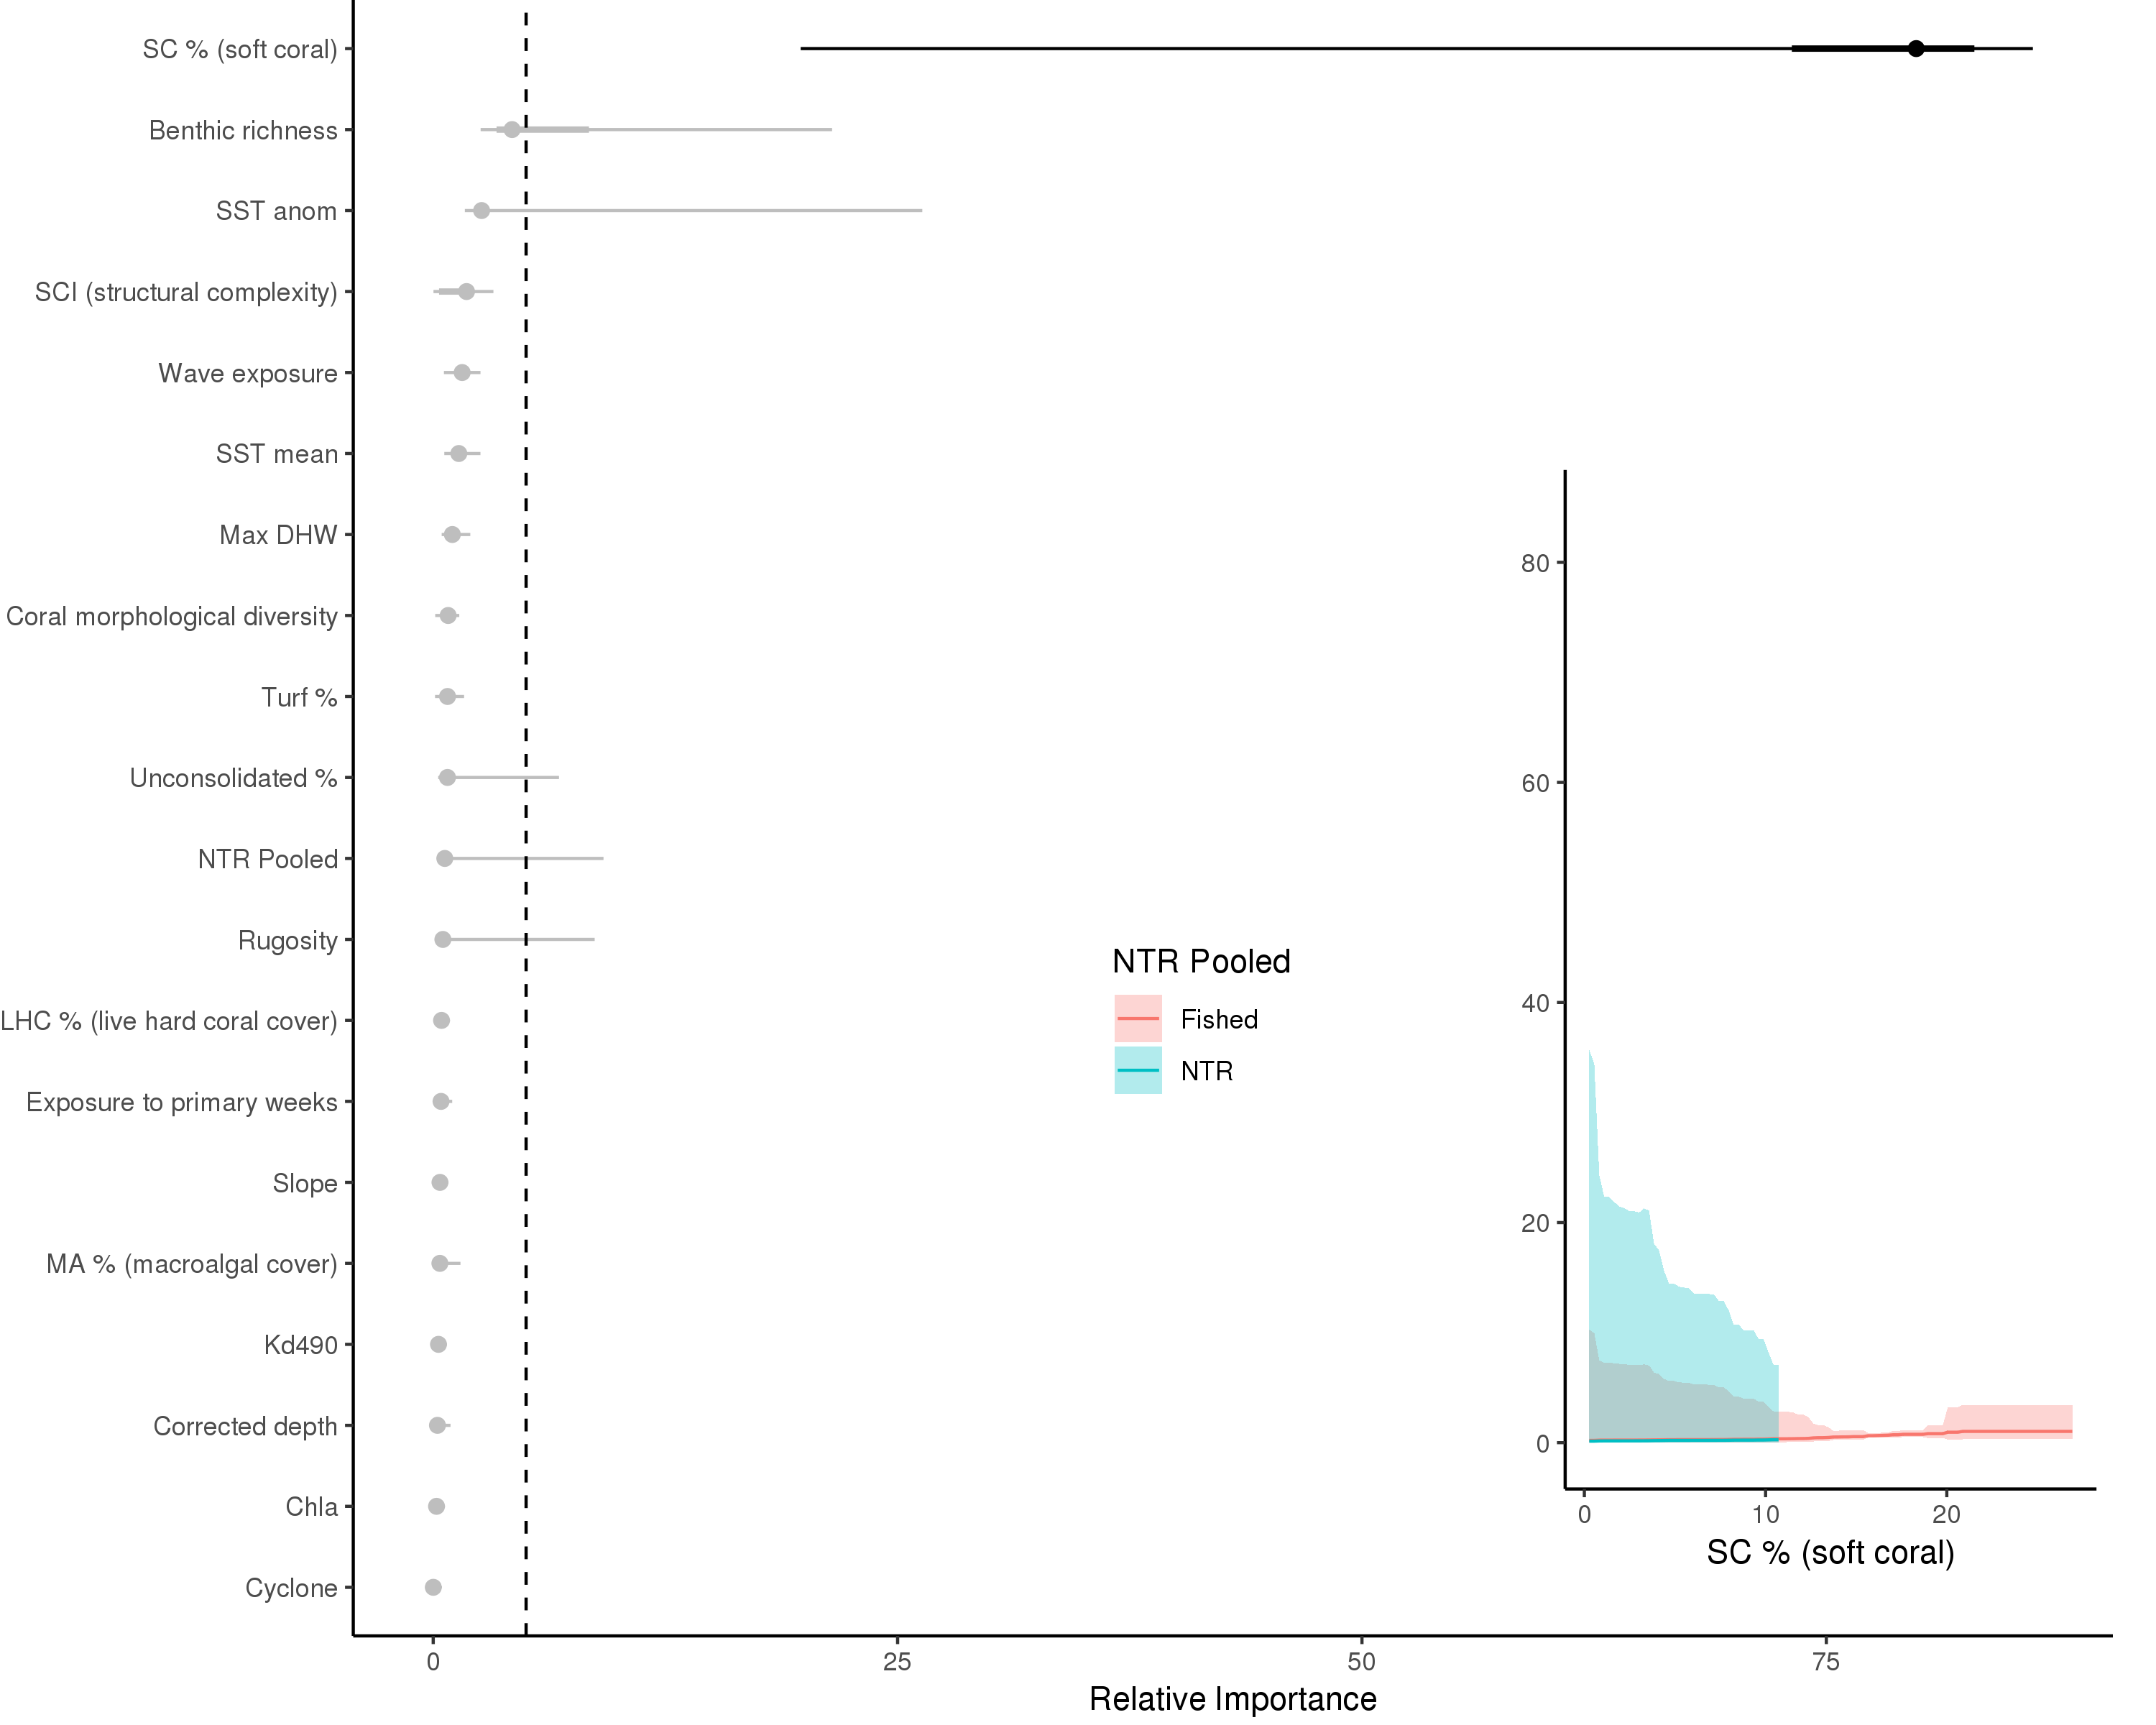 SC % (soft coral)
Benthic richness
SST anom
SCI (structural complexity)
Wave exposure
SST mean
Max DHW
Coral morphological diversity
Turf %
Unconsolidated %
NTR Pooled
Rugosity
LHC % (live hard coral cover)
Exposure to primary weeks
Slope
MA % (macroalgal cover)
Kd490
Corrected depth
Chla
Cyclone
0 25 50 75
Relative Importance
NTR Pooled
Fished
NTR
80
60
40
20
0
0 10 20
SC % (soft coral)